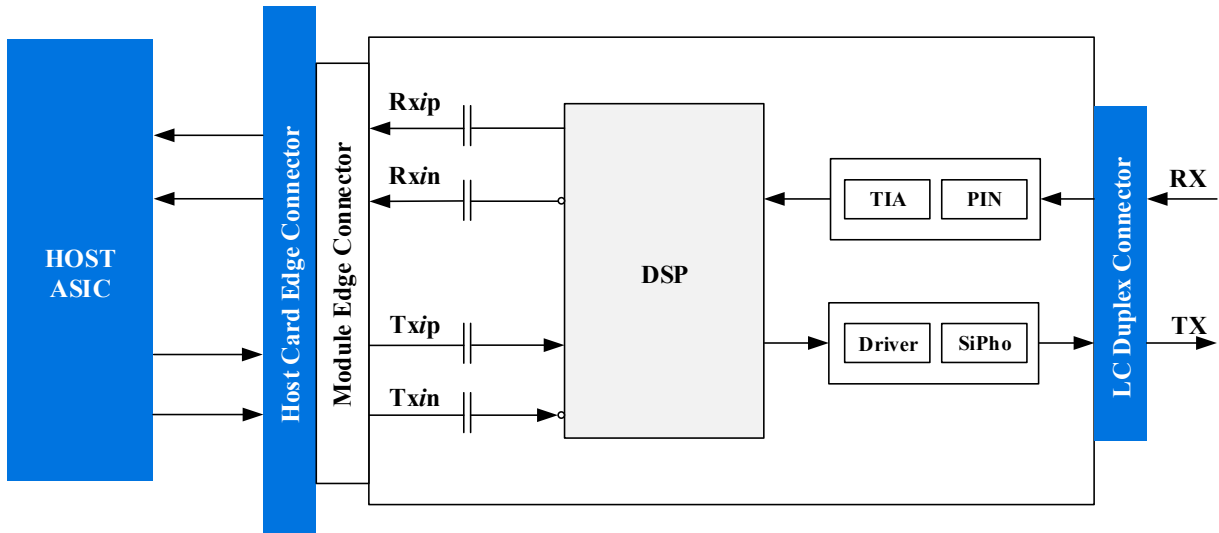 HOST
ASIC
Host Card Edge Connector
Module Edge Connector
Rxip
Rxin
Txip
Txin
DSP
TIA
PIN
Driver
SiPho
LC Duplex Connector
RX
TX